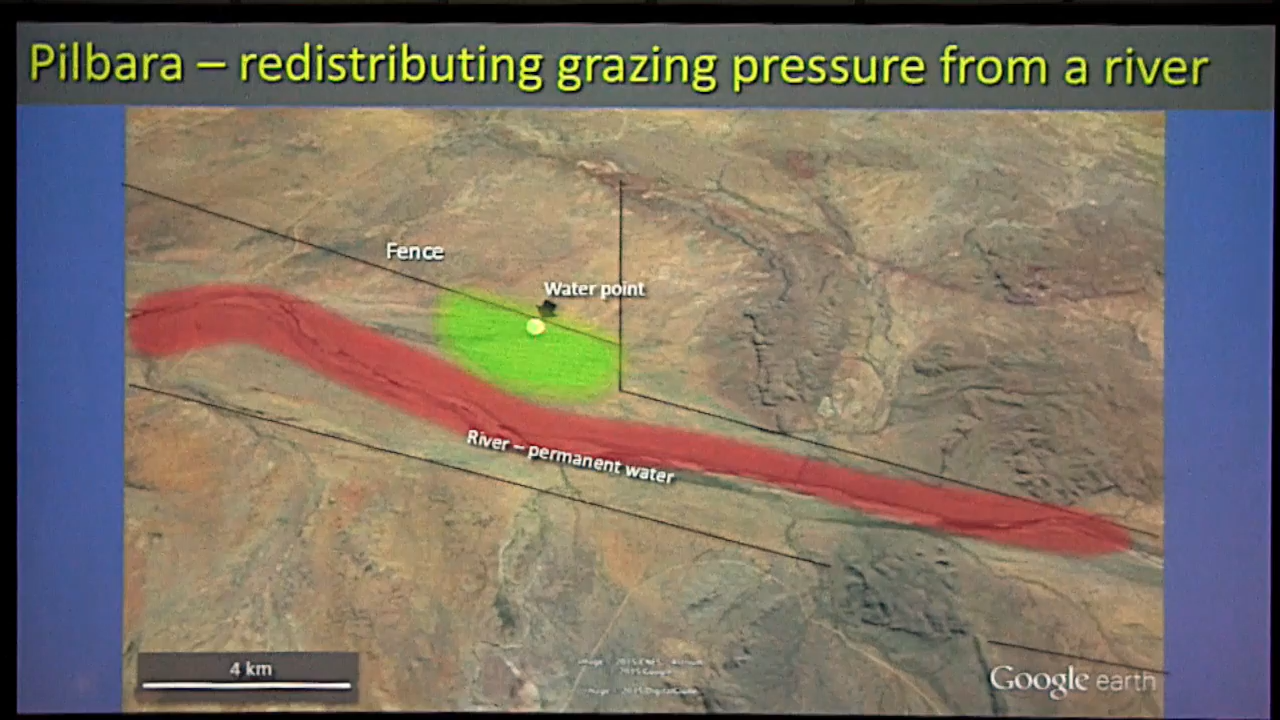 Pilbara – redistributing grazing pressure from a river
Fence
Water point
River – permanent water
4 km
Google earth